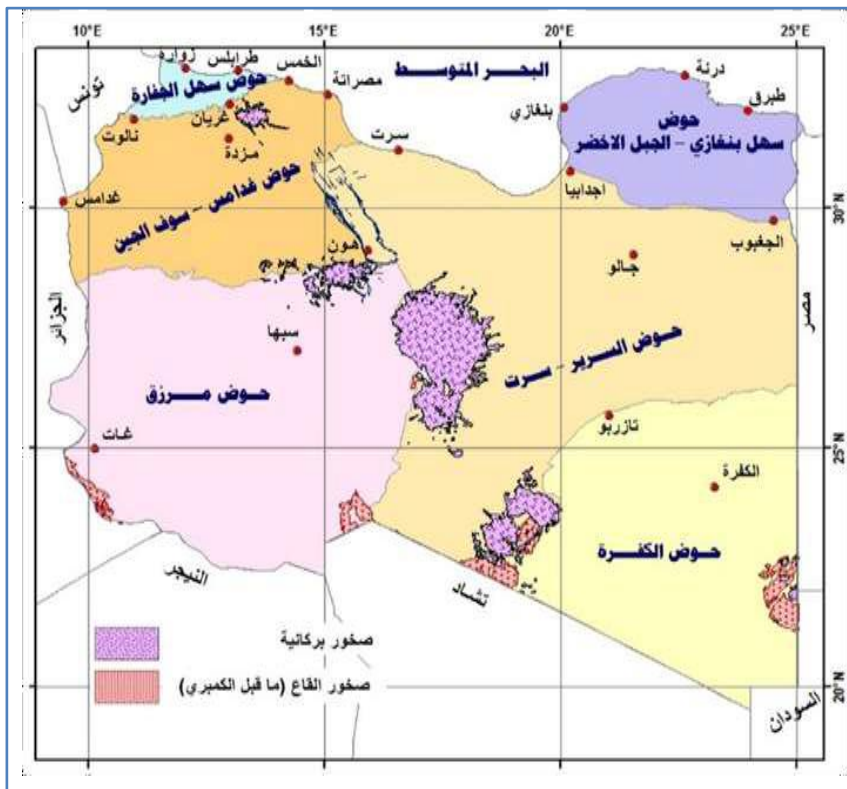 10°E
15°E
20°E
25°E
البحر المتوسط
تونس
زواره
طرابلس
الخمس
مصراتة
حوض سهل الجفارة
غريان
نالوت
مزدة
سرت
بنغازي
درنة
طبرق
حوض
سهل بنغازي - الجبل الاخضر
اجدابيا
الجغبوب
جالو
غدامس
حوض غدامس - سوف الجين
هون
30°N
الجزائر
مصر
سبها
حوض السرير - سرت
حوض مرزق
تازربو
غات
25°N
الكفرة
حوض الكفرة
النيجر
تشاد
صخور بركانية
صخور القاع (ما قبل الكمبري)
20°N
السودان